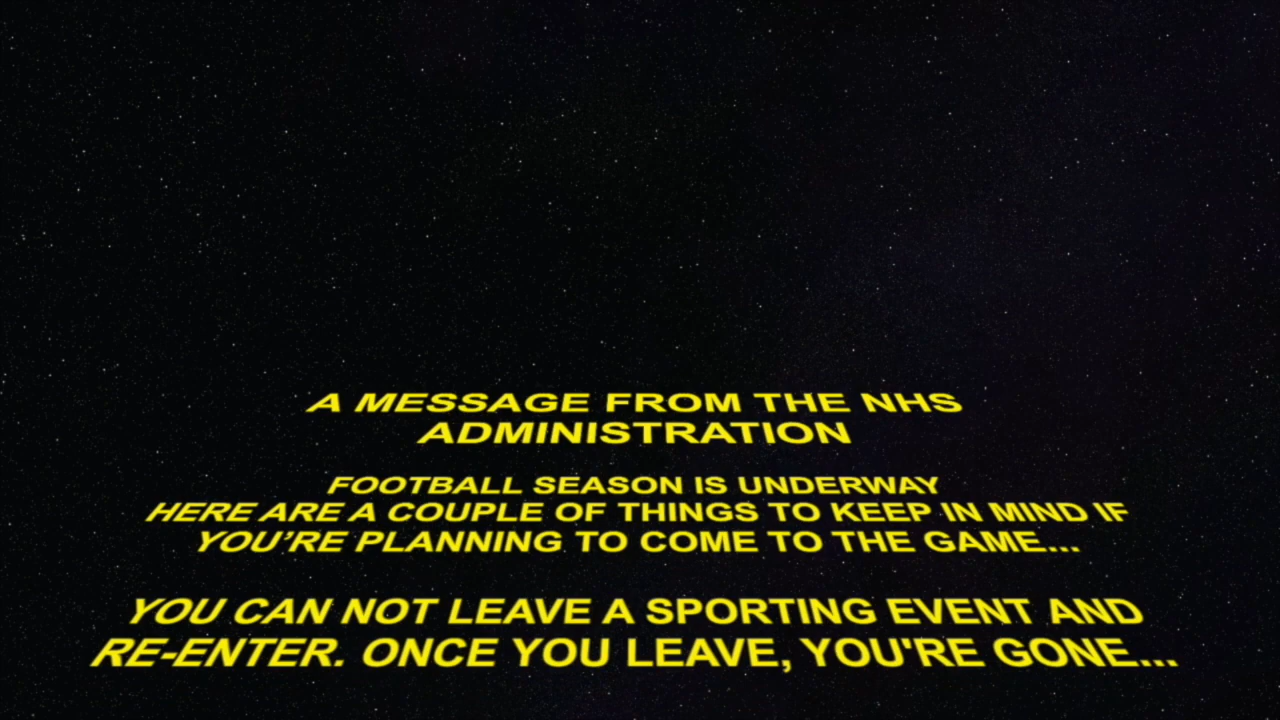 A MESSAGE FROM THE NHS
ADMINISTRATION
FOOTBALL SEASON IS UNDERWAY
HERE ARE A COUPLE OF THINGS TO KEEP IN MIND IF
YOU’RE PLANNING TO COME TO THE GAME...
YOU CAN NOT LEAVE A SPORTING EVENT AND
RE-ENTER. ONCE YOU LEAVE, YOU'RE GONE...